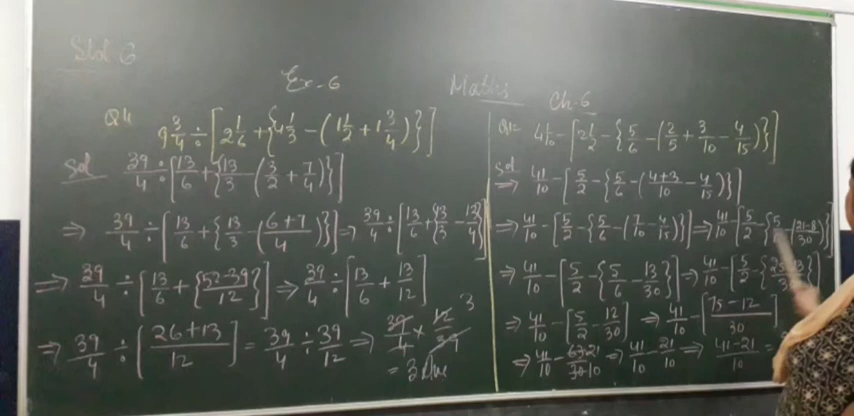 Std 6
Ex-6
Maths
Ch-6
Q4. 9 3/4 ÷ [2 1/6 + {4 1/3 − (1 1/2 + 1 3/4)}]
Sol 39/4 ÷ [13/6 + {13/3 − (3/2 + 7/4)}]
⇒ 39/4 ÷ [13/6 + {13/3 − (6+7/4)}] ⇒ 39/4 ÷ [13/6 + {13/3 − 13/4}]
⇒ 39/4 ÷ [13/6 + {52−39/12}] ⇒ 39/4 ÷ [13/6 + 13/12]
⇒ 39/4 ÷ [26+13/12] = 39/4 ÷ 39/12 ⇒ 39/4 × 12/39 3
= 3 Ans
Q1= 4 1/10 − [2 1/2 − {5/6 − (2/5 + 3/10 − 4/15)}]
Sol
⇒ 41/10 − [5/2 − {5/6 − (4+3/10 − 4/15)}]
⇒ 41/10 − [5/2 − {5/6 − (7/10 − 4/15)}] ⇒ 41/10 − [5/2 − {5 − (21−8/30)}]
⇒ 41/10 − [5/2 − {5/6 − 13/30}] ⇒ 41/10 − [5/2 − {25 3/30}]
⇒ 41/10 − [5/2 − 12/30] ⇒ 41/10 − [75−12/30]
⇒ 41/10 − 63 21/30 10 ⇒ 41/10 − 21/10 ⇒ 41−21/10 =